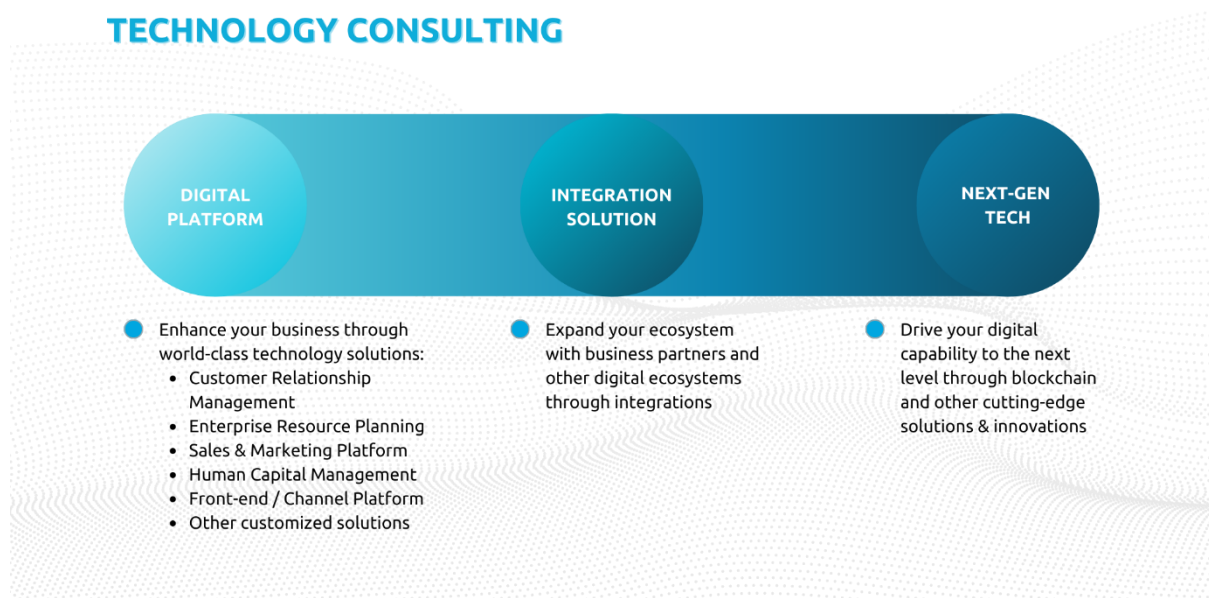 TECHNOLOGY CONSULTING
DIGITAL
PLATFORM
INTEGRATION
SOLUTION
NEXT-GEN
TECH
Enhance your business through
world-class technology solutions:
• Customer Relationship
Management
• Enterprise Resource Planning
• Sales & Marketing Platform
• Human Capital Management
• Front-end / Channel Platform
• Other customized solutions
Expand your ecosystem
with business partners and
other digital ecosystems
through integrations
Drive your digital
capability to the next
level through blockchain
and other cutting-edge
solutions & innovations